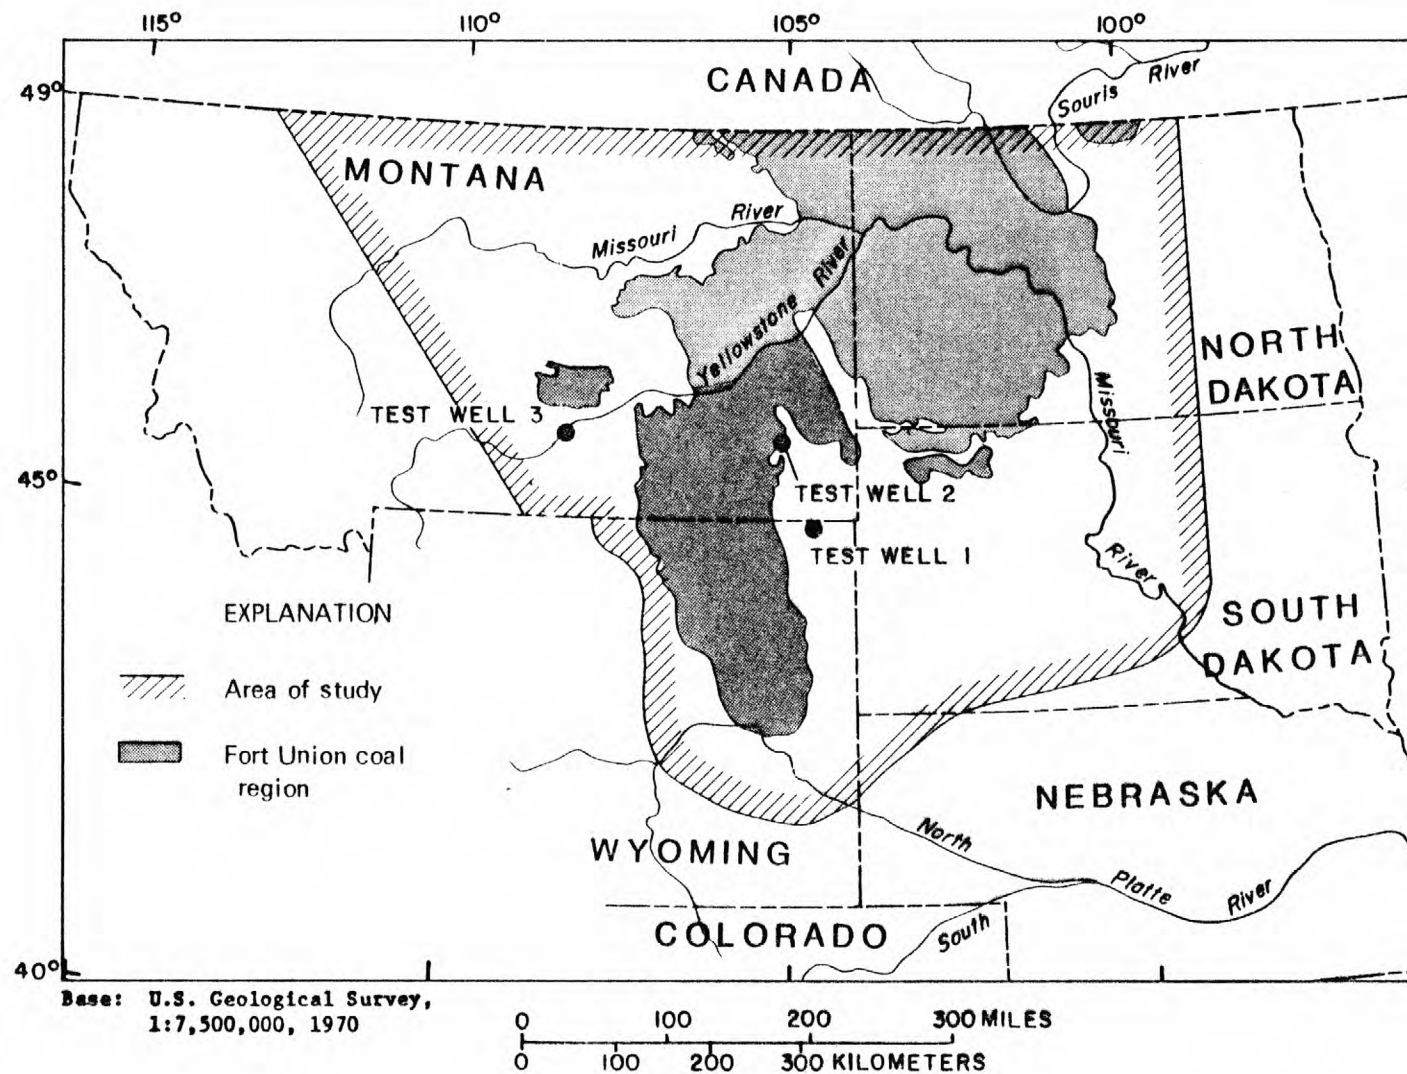 115° 110° 105° 100°
49°
CANADA
Souris River
MONTANA
Missouri River
Yellowstone River
NORTH
DAKOTA
Missouri
TEST WELL 3
45°
TEST WELL 2
TEST WELL 1
River
EXPLANATION
SOUTH
DAKOTA
Area of study
Fort Union coal
region
NEBRASKA
WYOMING
North
Platte
River
COLORADO
South
40°
Base: U.S. Geological Survey,
1:7,500,000, 1970
0 100 200 300 MILES
0 100 200 300 KILOMETERS